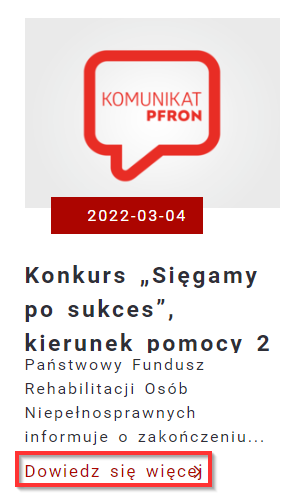 KOMUNIKAT
PFRON
2022-03-04
Konkurs „Sięgamy
po sukces”,
kierunek pomocy 2
Państwowy Fundusz
Rehabilitacji Osób
Niepełnosprawnych
informuje o zakończeniu...
Dowiedz się więcej